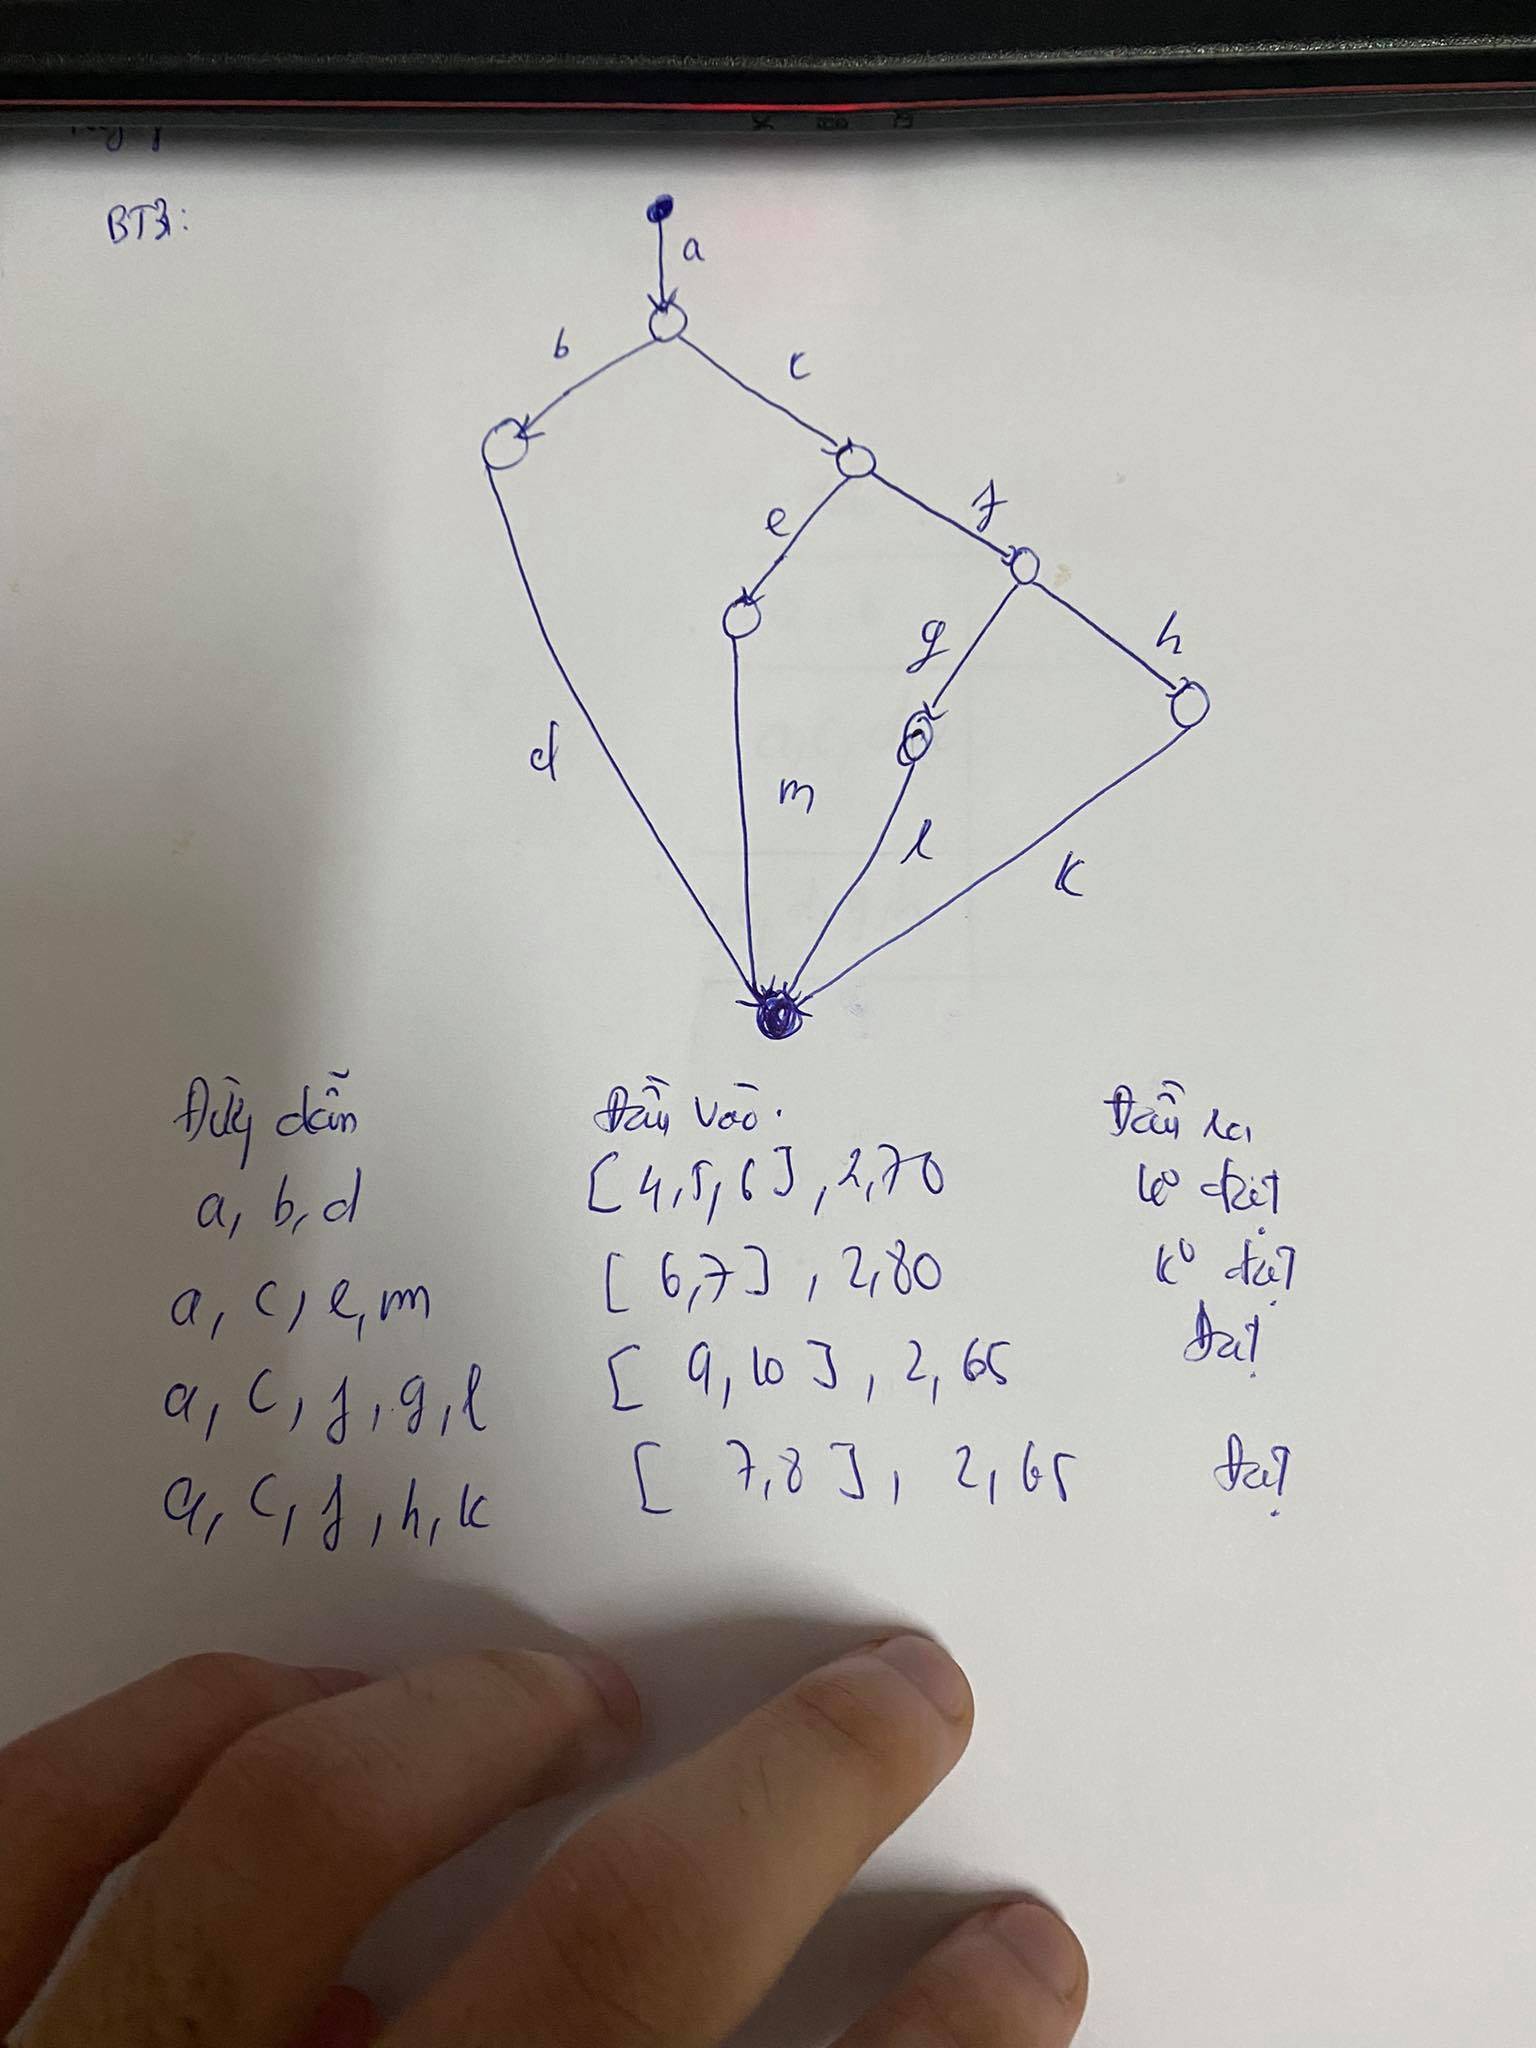 BT3:
a
b c
e f
g h
d m l k
Đường dẫn Đầu vào. Đầu ra
a, b, d [4,5,6], 2,70 k° đạt
a, c, e, m [6,7], 2,80 k° đạt
a, c, f, g, l [9,10], 2,65 Đạt
a, c, f, h, k [7,8], 2,65 Đạt